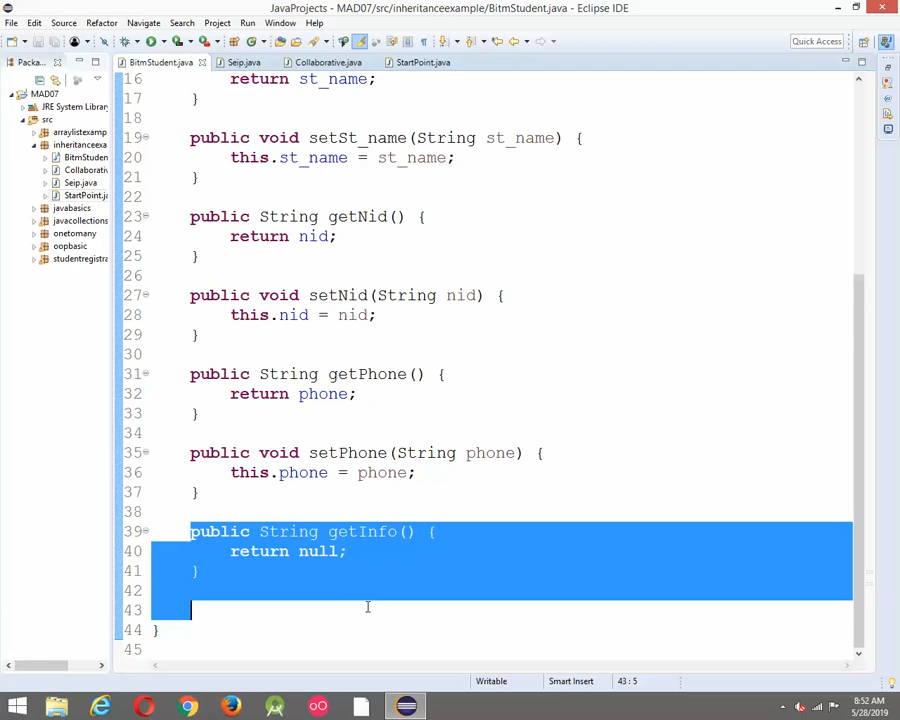 JavaProjects - MAD07/src/inheritanceexample/BitmStudent.java - Eclipse IDE
File Edit Source Refactor Navigate Search Project Run Window Help
Quick Access
Packa
BitmStudent.java
Seip.java
Collaborative.java
StartPoint.java
MAD07
JRE System Library
src
arraylistexamp
inheritanceexa
BitmStuden
Collaborativ
Seip.java
StartPoint.ja
javabasics
javacollections
onetomany
oopbasic
studentregistra
16 return st_name;
17 }
18
19 public void setSt_name(String st_name) {
20 this.st_name = st_name;
21 }
22
23 public String getNid() {
24 return nid;
25 }
26
27 public void setNid(String nid) {
28 this.nid = nid;
29 }
30
31 public String getPhone() {
32 return phone;
33 }
34
35 public void setPhone(String phone) {
36 this.phone = phone;
37 }
38
39 public String getInfo() {
40 return null;
41 }
42
43
44 }
45
Writable Smart Insert 43 : 5
8:52 AM
5/28/2019